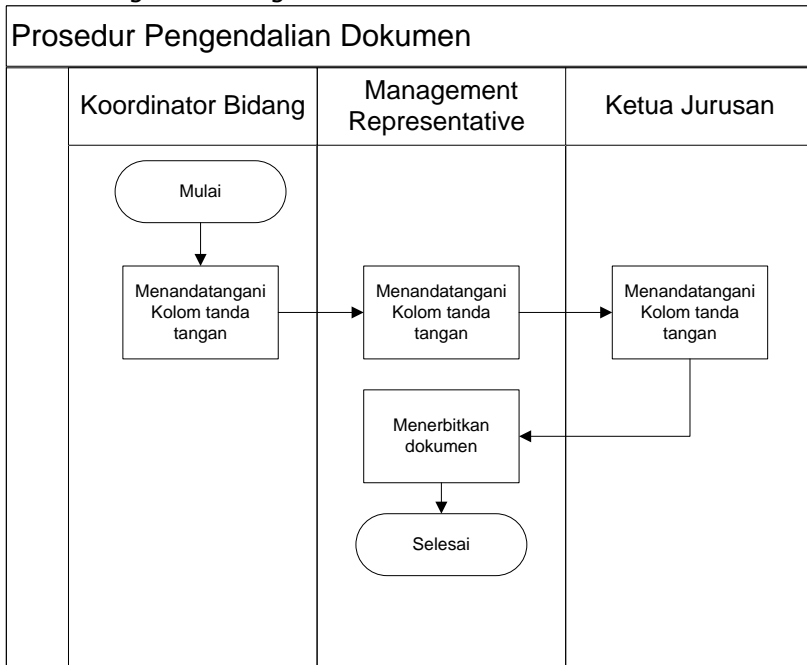 Prosedur Pengendalian Dokumen
Koordinator Bidang
Management
Representative
Ketua Jurusan
Mulai
Menandatangani
Kolom tanda
tangan
Menandatangani
Kolom tanda
tangan
Menandatangani
Kolom tanda
tangan
Menerbitkan
dokumen
Selesai